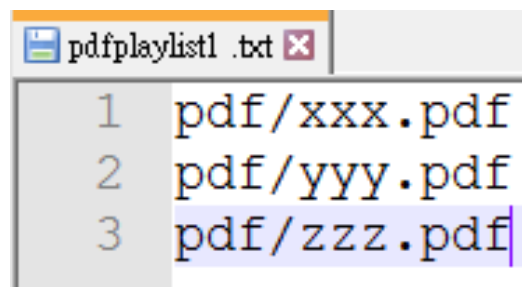 pdfplaylist1 .txt
1 pdf/xxx.pdf
2 pdf/yyy.pdf
3 pdf/zzz.pdf